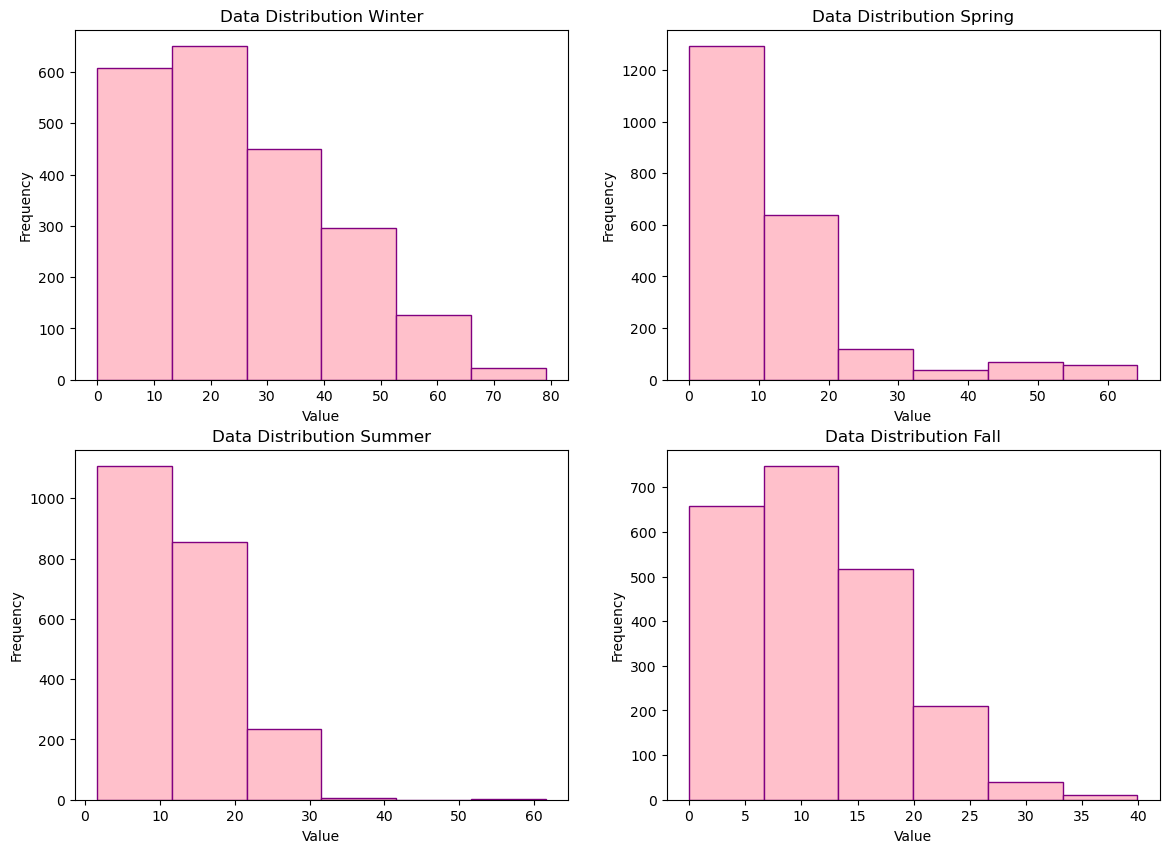 Data Distribution Winter
600
500
400
300
200
100
0
Frequency
0 10 20 30 40 50 60 70 80
Value
Data Distribution Spring
1200
1000
800
600
400
200
0
Frequency
0 10 20 30 40 50 60
Value
Data Distribution Summer
1000
800
600
400
200
0
Frequency
0 10 20 30 40 50 60
Value
Data Distribution Fall
700
600
500
400
300
200
100
0
Frequency
0 5 10 15 20 25 30 35 40
Value